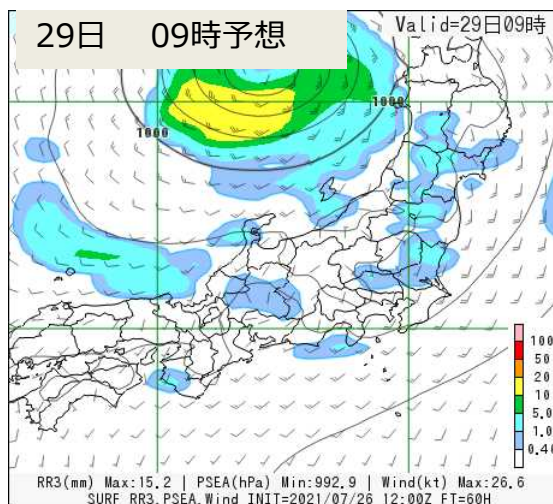 29日 09時予想
Valid=29日09時
1000
1000
100
50
20
10
5.0
1.0
0.40
RR3(mm) Max:15.2 | PSEA(hPa) Min:992.9 | Wind(kt) Max:26.6
SURF RR3,PSEA,Wind INIT=2021/07/26 12:00Z FT=60H